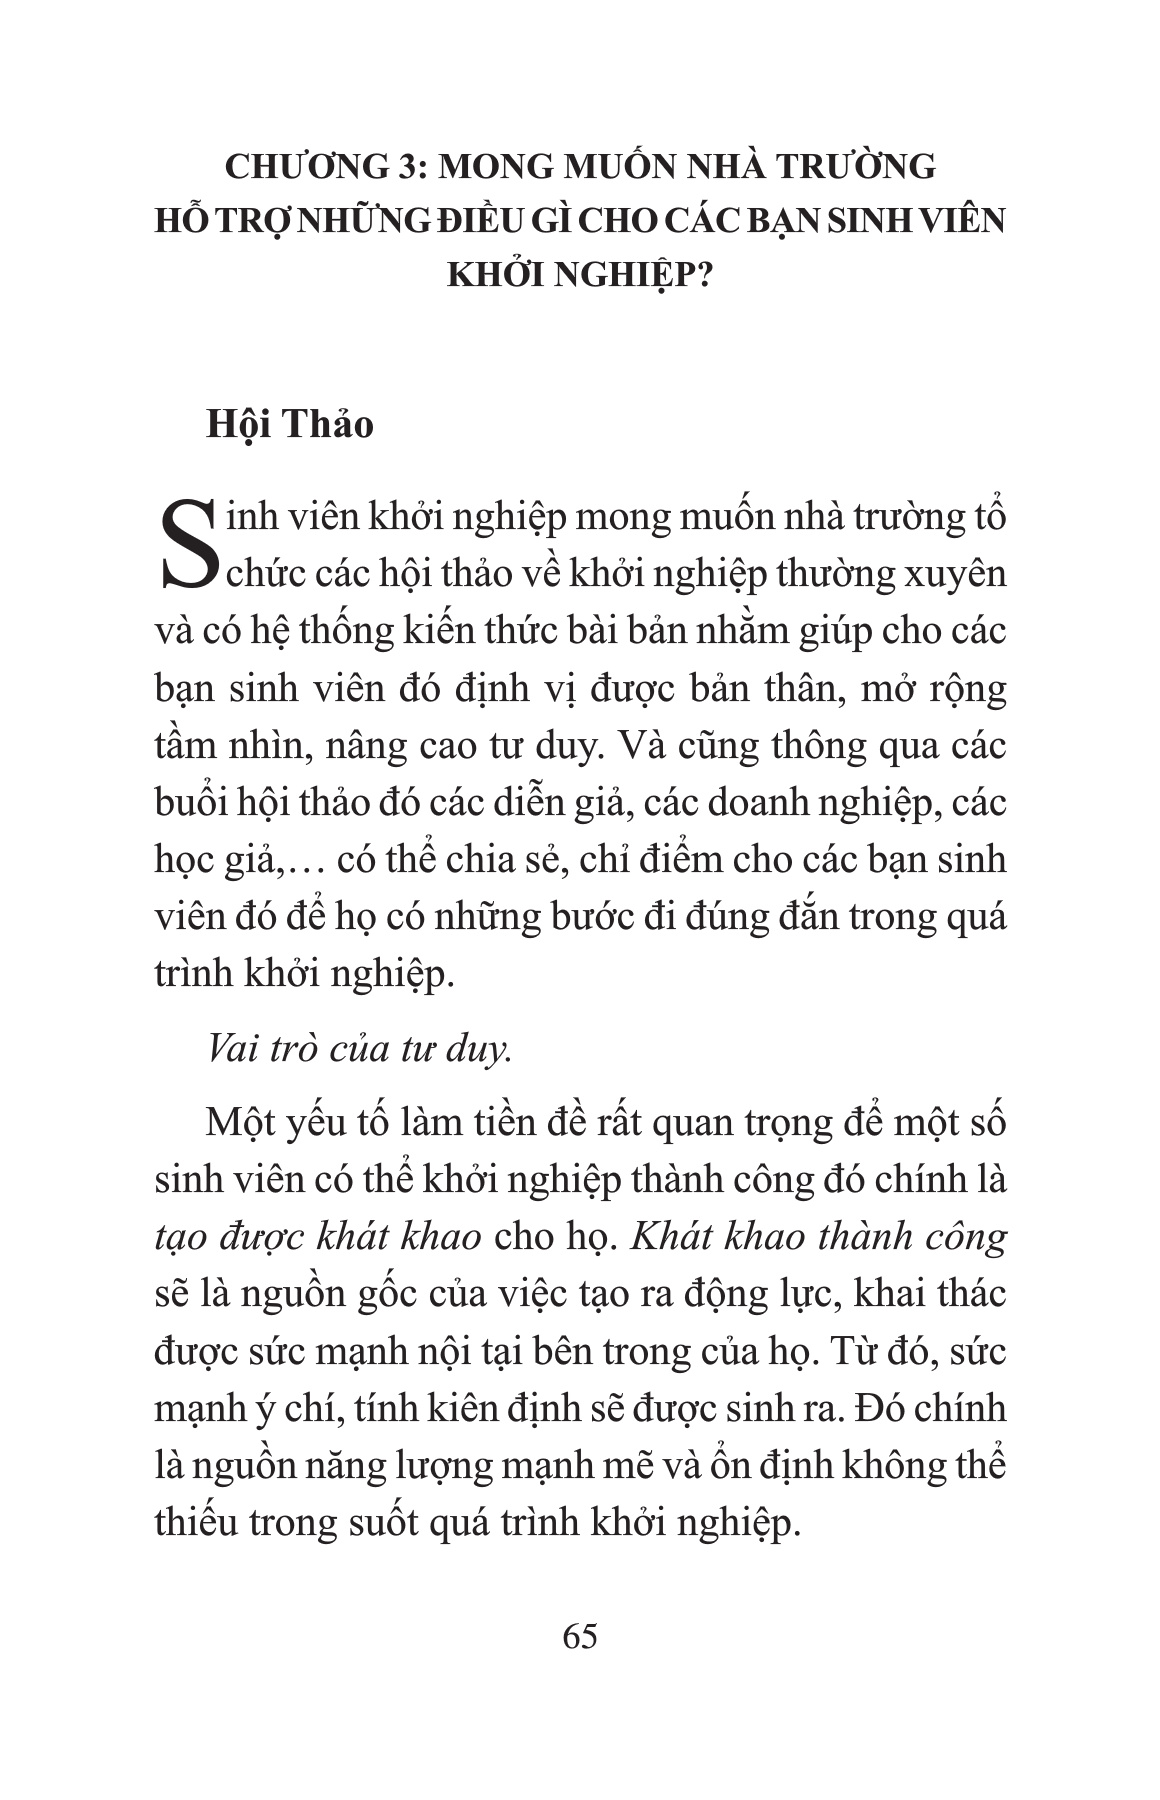 CHƯƠNG 3: MONG MUỐN NHÀ TRƯỜNG
HỖ TRỢ NHỮNG ĐIỀU GÌ CHO CÁC BẠN SINH VIÊN
KHỞI NGHIỆP?
Hội Thảo
Sinh viên khởi nghiệp mong muốn nhà trường tổ
chức các hội thảo về khởi nghiệp thường xuyên
và có hệ thống kiến thức bài bản nhằm giúp cho các
bạn sinh viên đó định vị được bản thân, mở rộng
tầm nhìn, nâng cao tư duy. Và cũng thông qua các
buổi hội thảo đó các diễn giả, các doanh nghiệp, các
học giả,… có thể chia sẻ, chỉ điểm cho các bạn sinh
viên đó để họ có những bước đi đúng đắn trong quá
trình khởi nghiệp.
Vai trò của tư duy.
Một yếu tố làm tiền đề rất quan trọng để một số
sinh viên có thể khởi nghiệp thành công đó chính là
tạo được khát khao cho họ. Khát khao thành công
sẽ là nguồn gốc của việc tạo ra động lực, khai thác
được sức mạnh nội tại bên trong của họ. Từ đó, sức
mạnh ý chí, tính kiên định sẽ được sinh ra. Đó chính
là nguồn năng lượng mạnh mẽ và ổn định không thể
thiếu trong suốt quá trình khởi nghiệp.
65